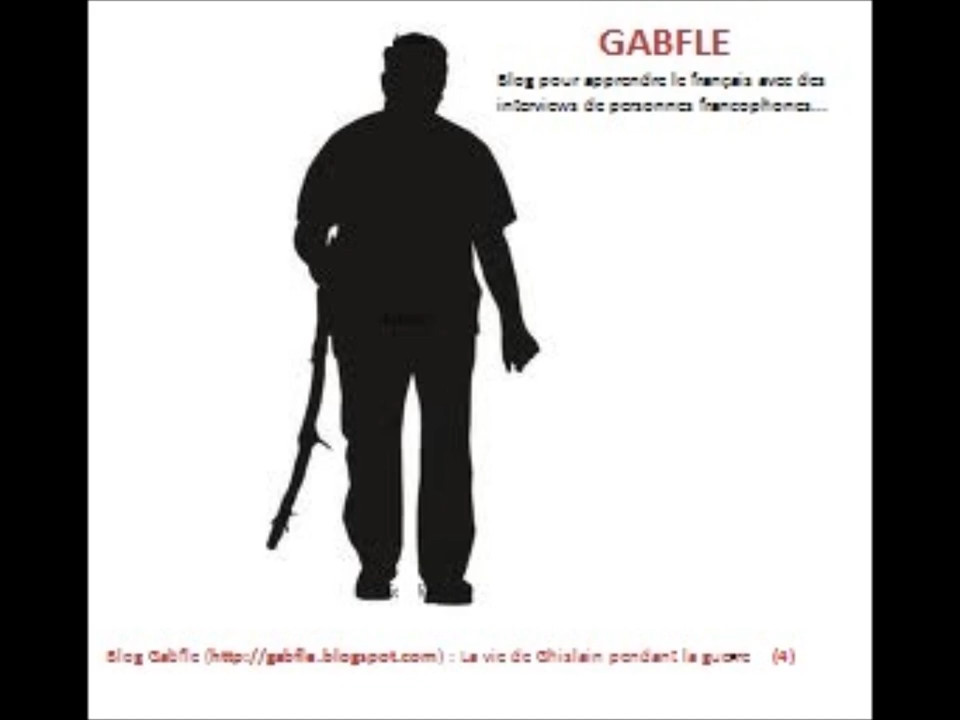 GABFLE
Blog pour apprendre le français avec des
interviews de personnes francophones...
Blog Gabfle (http://gabfle.blogspot.com) : La vie de Ghislain pendant la guerre (4)